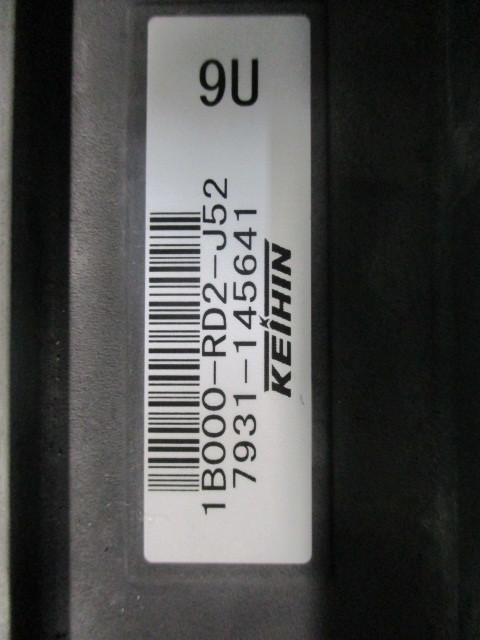 9U
1B000-RD2-J52
7931-145641
KEIHIN